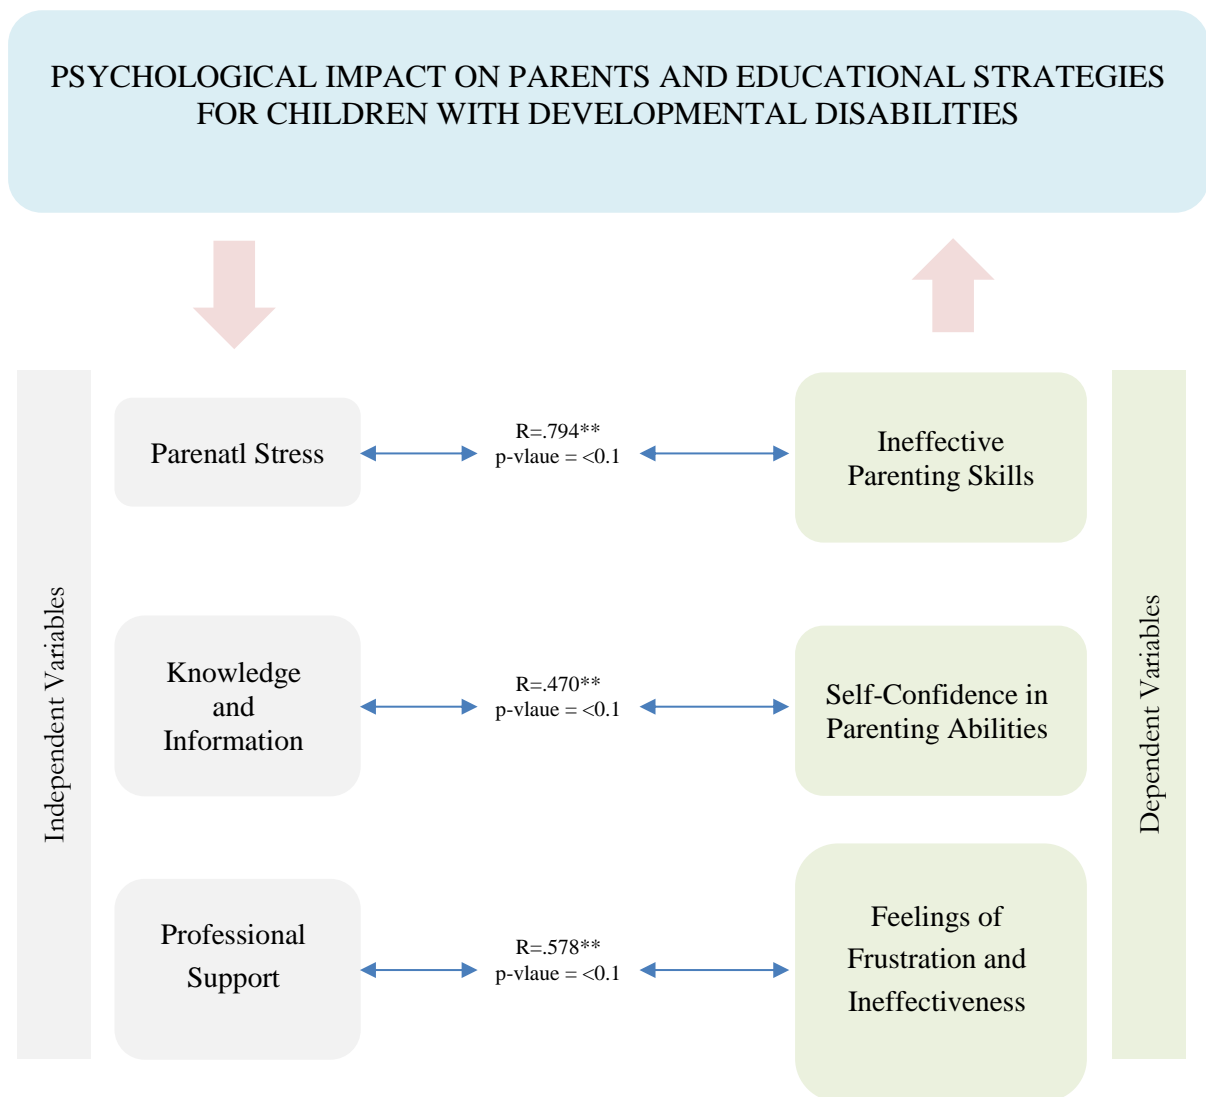 PSYCHOLOGICAL IMPACT ON PARENTS AND EDUCATIONAL STRATEGIES
FOR CHILDREN WITH DEVELOPMENTAL DISABILITIES
Independent Variables
Parenatl Stress
R=.794**
p-vlaue = <0.1
Ineffective
Parenting Skills
Knowledge
and
Information
R=.470**
p-vlaue = <0.1
Self-Confidence in
Parenting Abilities
Professional
Support
R=.578**
p-vlaue = <0.1
Feelings of
Frustration and
Ineffectiveness
Dependent Variables